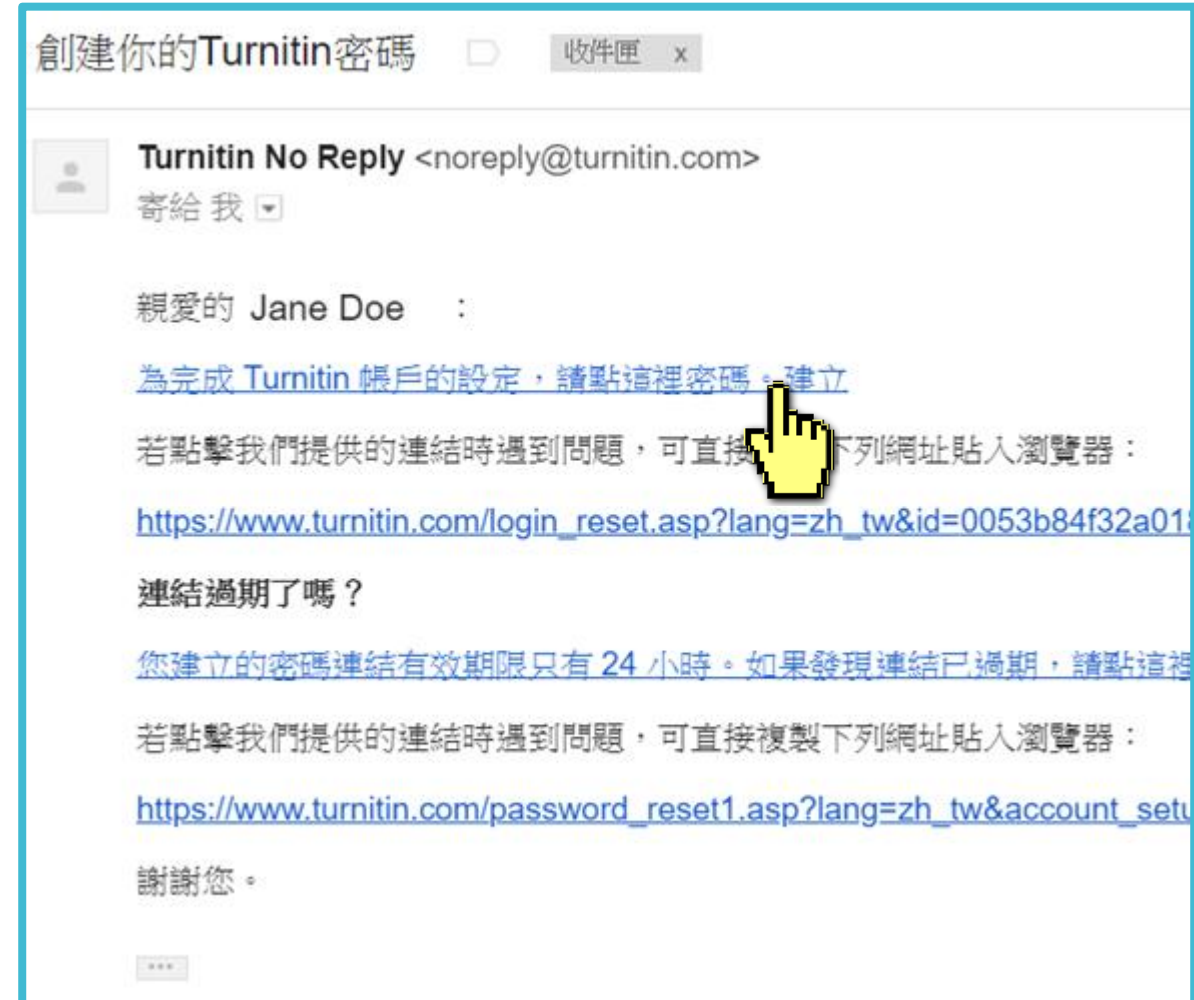 創建你的Turnitin密碼 收件匣 x
Turnitin No Reply <noreply@turnitin.com>
寄給 我
親愛的 Jane Doe ：
為完成 Turnitin 帳戶的設定，請點這裡密碼。建立
若點擊我們提供的連結時遇到問題，可直接 下列網址貼入瀏覽器：
https://www.turnitin.com/login_reset.asp?lang=zh_tw&id=0053b84f32a018
連結過期了嗎？
您建立的密碼連結有效期限只有 24 小時。如果發現連結已過期，請點這裡
若點擊我們提供的連結時遇到問題，可直接複製下列網址貼入瀏覽器：
https://www.turnitin.com/password_reset1.asp?lang=zh_tw&account_setu
謝謝您。